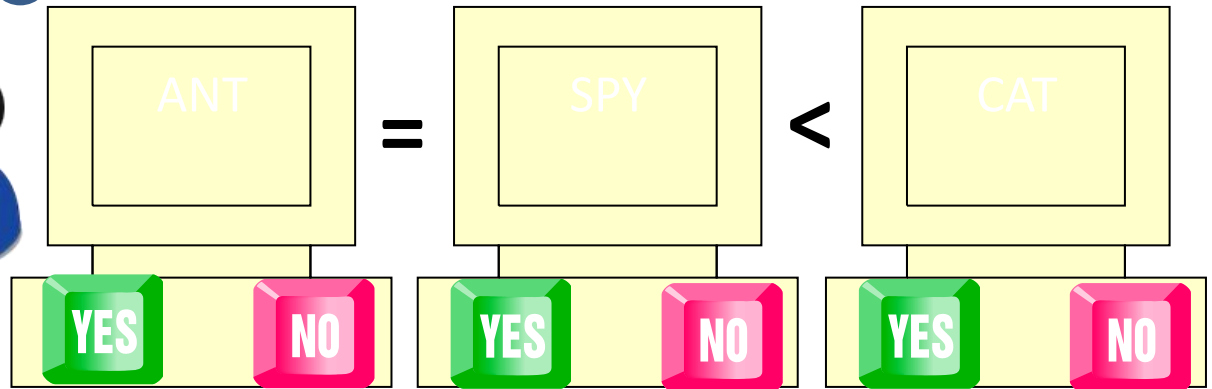 ANT = SPY < CAT
YES NO YES NO YES NO